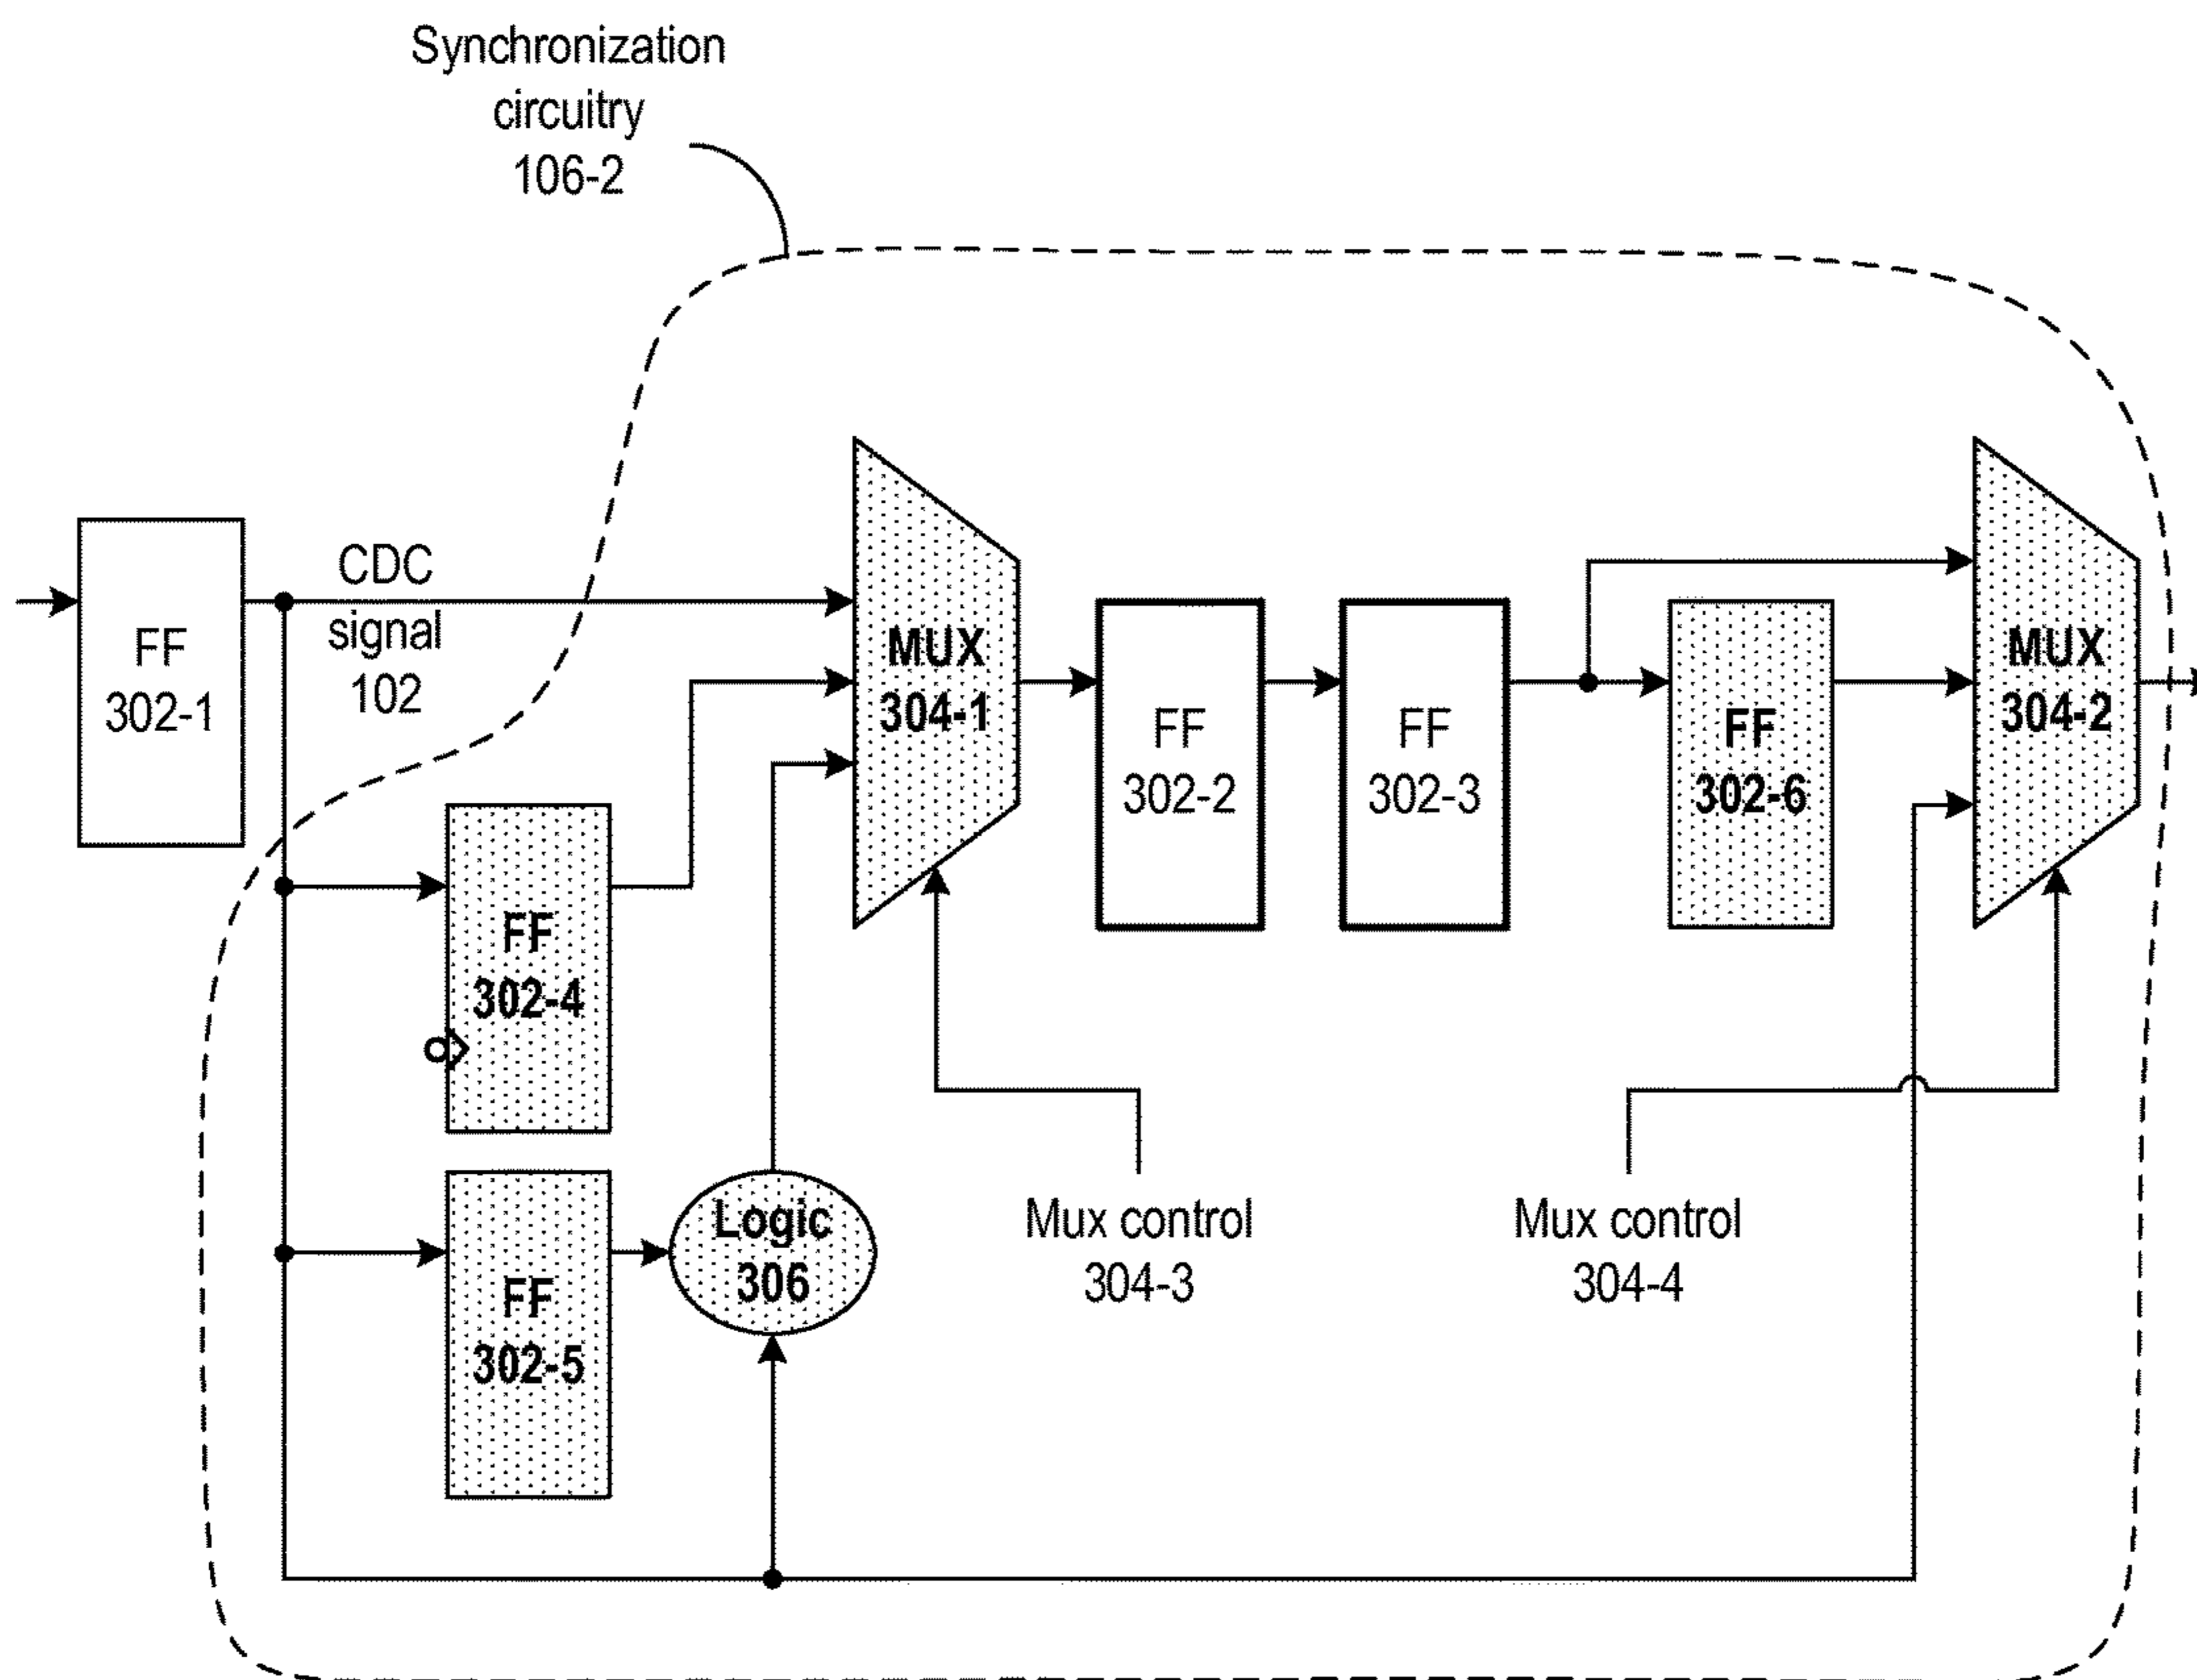 Synchronization
circuitry
106-2
CDC
signal
102
FF
302-1
MUX
304-1
FF
302-2
FF
302-3
FF
302-6
MUX
304-2
FF
302-4
FF
302-5
Logic
306
Mux control
304-3
Mux control
304-4